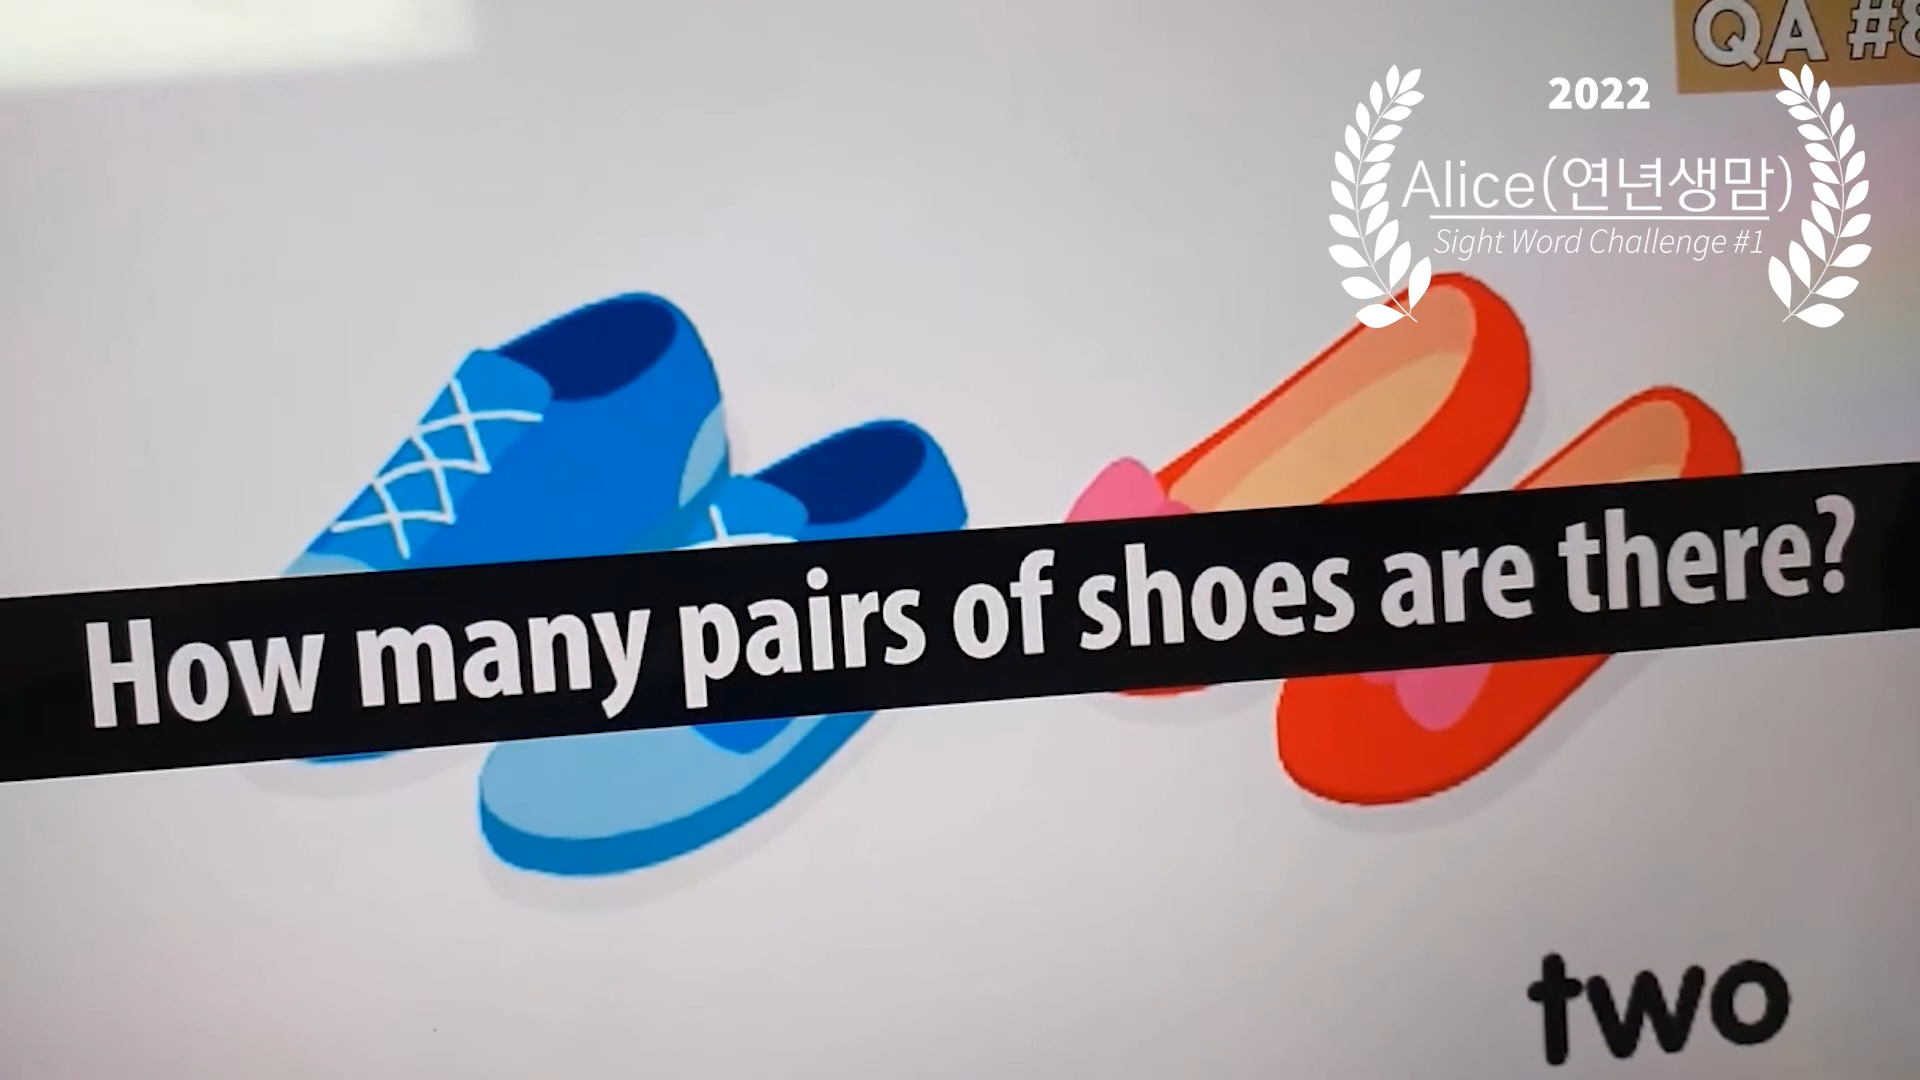 QA #8
2022
Alice(연년생맘)
Sight Word Challenge #1
How many pairs of shoes are there?
two